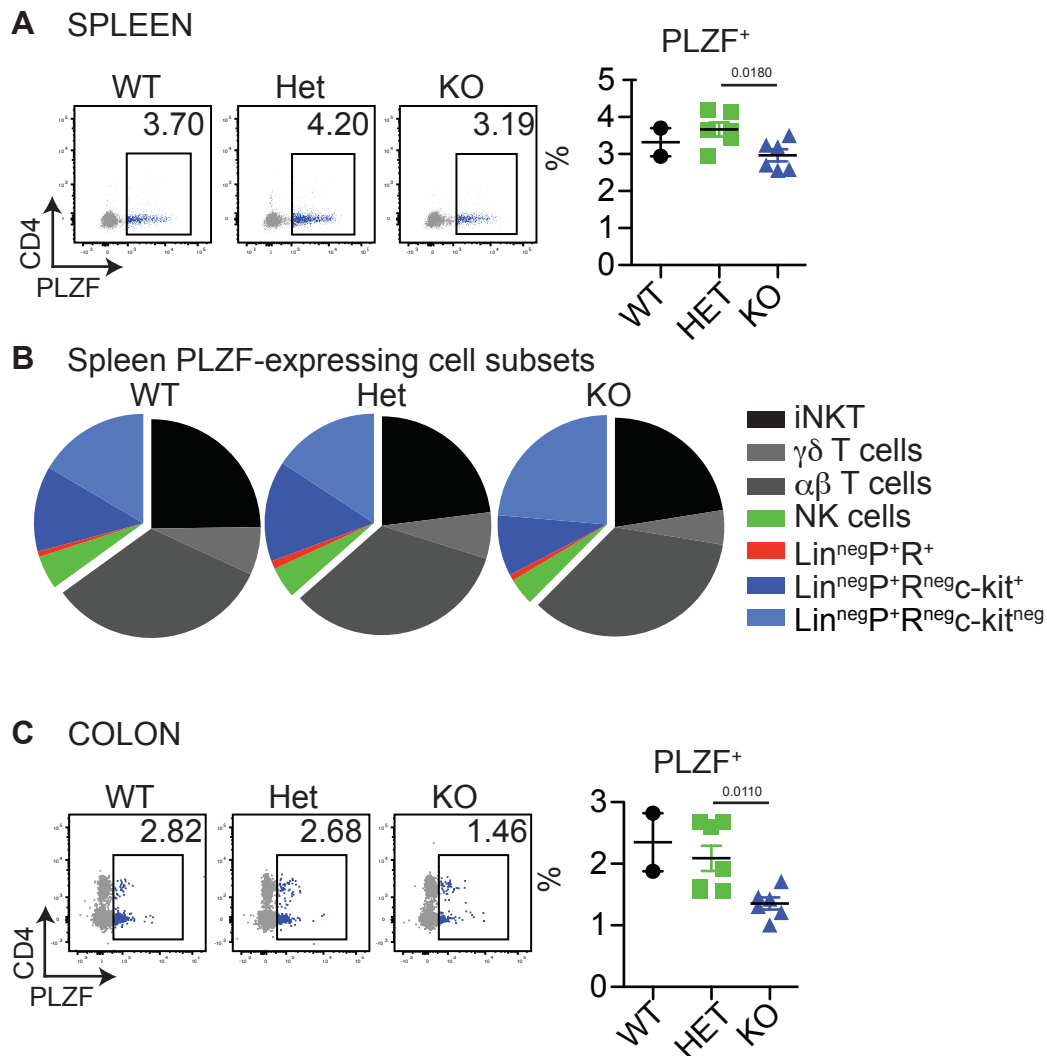 A SPLEEN
WT Het KO
3.70 4.20 3.19
CD4
PLZF
PLZF⁺
0.0180
%
5
4
3
2
1
0
WT HET KO
B Spleen PLZF-expressing cell subsets
WT Het KO
iNKT
γδ T cells
αβ T cells
NK cells
LinⁿᵉᵍP⁺R⁺
LinⁿᵉᵍP⁺Rⁿᵉᵍc-kit⁺
LinⁿᵉᵍP⁺Rⁿᵉᵍc-kitⁿᵉᵍ
C COLON
WT Het KO
2.82 2.68 1.46
CD4
PLZF
PLZF⁺
0.0110
%
3
2
1
0
WT HET KO